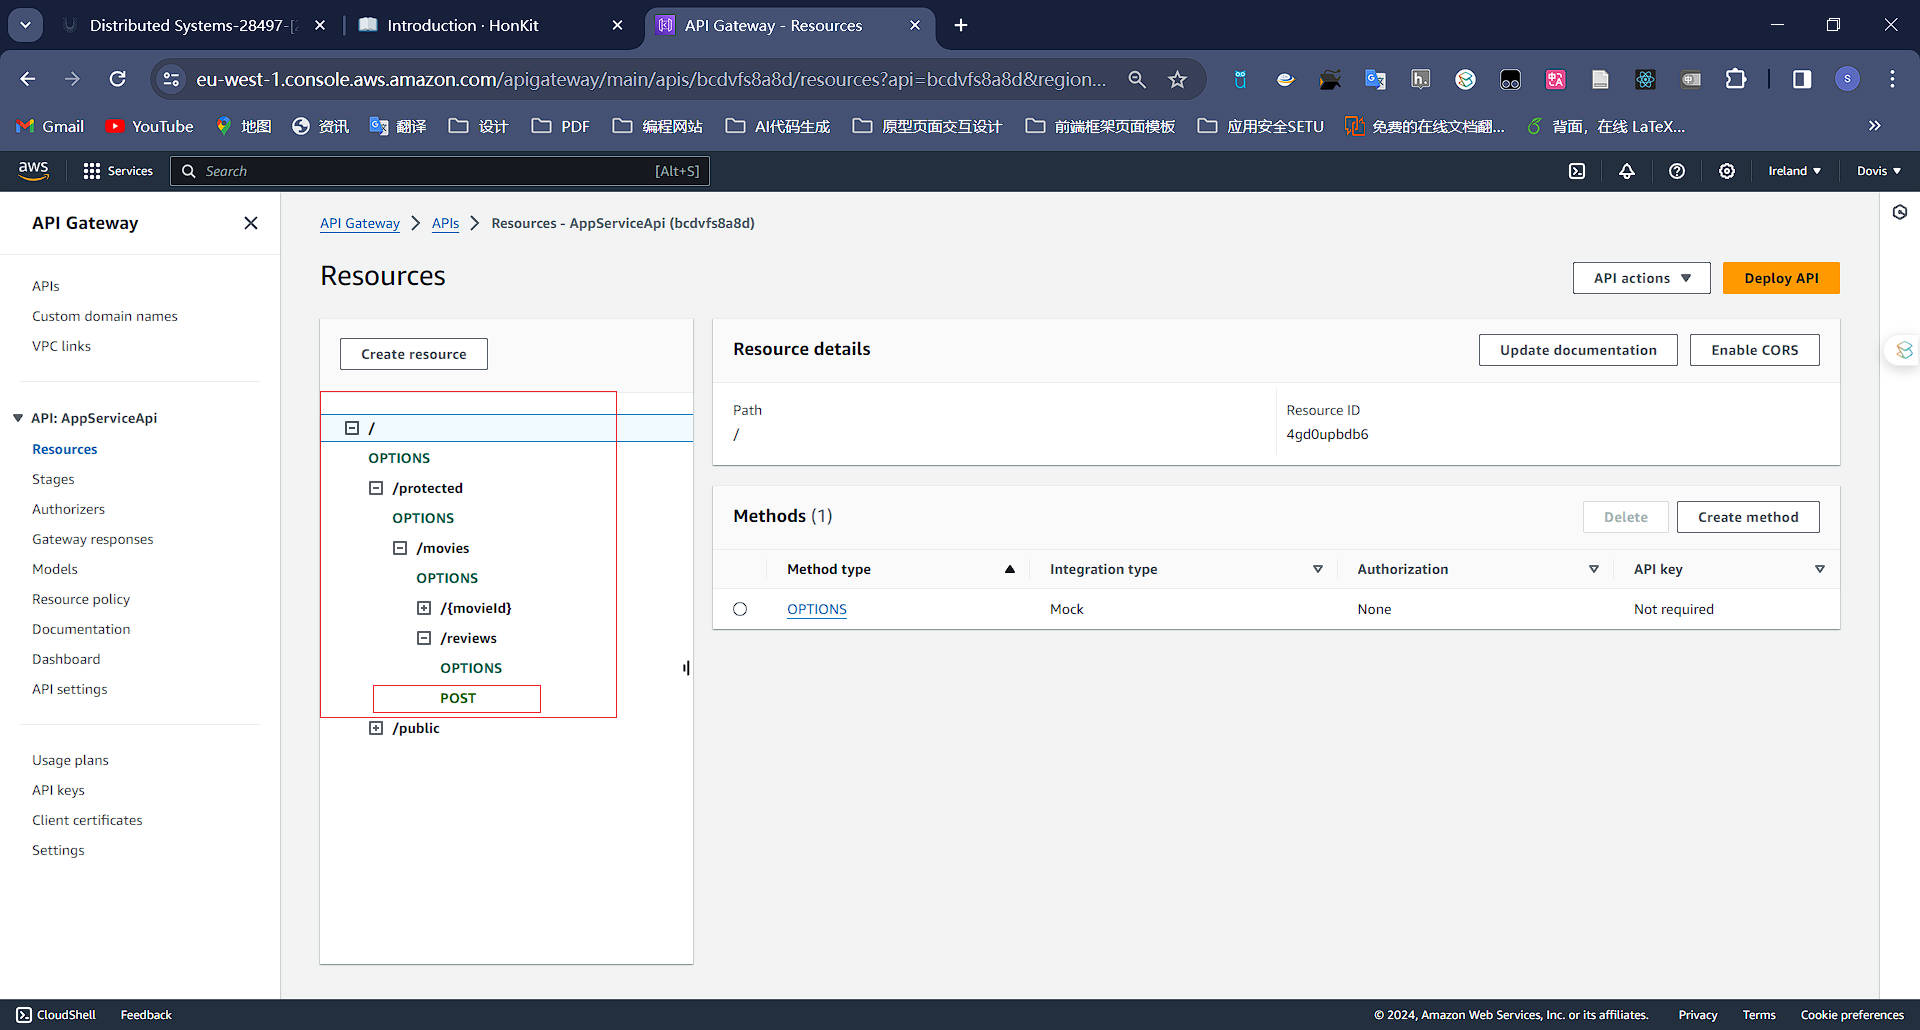 Distributed Systems-28497-[2
Introduction · HonKit
API Gateway - Resources
eu-west-1.console.aws.amazon.com/apigateway/main/apis/bcdvfs8a8d/resources?api=bcdvfs8a8d&region...
S
Gmail
YouTube
地图
资讯
翻译
设计
PDF
编程网站
AI代码生成
原型页面交互设计
前端框架页面模板
应用安全SETU
免费的在线文档翻...
背面，在线 LaTeX...
aws
Services
Search
[Alt+S]
Ireland
Dovis
API Gateway
APIs
Custom domain names
VPC links
API: AppServiceApi
Resources
Stages
Authorizers
Gateway responses
Models
Resource policy
Documentation
Dashboard
API settings
Usage plans
API keys
Client certificates
Settings
API Gateway
APIs
Resources - AppServiceApi (bcdvfs8a8d)
Resources
API actions
Deploy API
Create resource
/
OPTIONS
/protected
OPTIONS
/movies
OPTIONS
/{movieId}
/reviews
OPTIONS
POST
/public
Resource details
Update documentation
Enable CORS
Path
/
Resource ID
4gd0upbdb6
Methods (1)
Delete
Create method
Method type
Integration type
Authorization
API key
OPTIONS
Mock
None
Not required
CloudShell
Feedback
© 2024, Amazon Web Services, Inc. or its affiliates.
Privacy
Terms
Cookie preferences